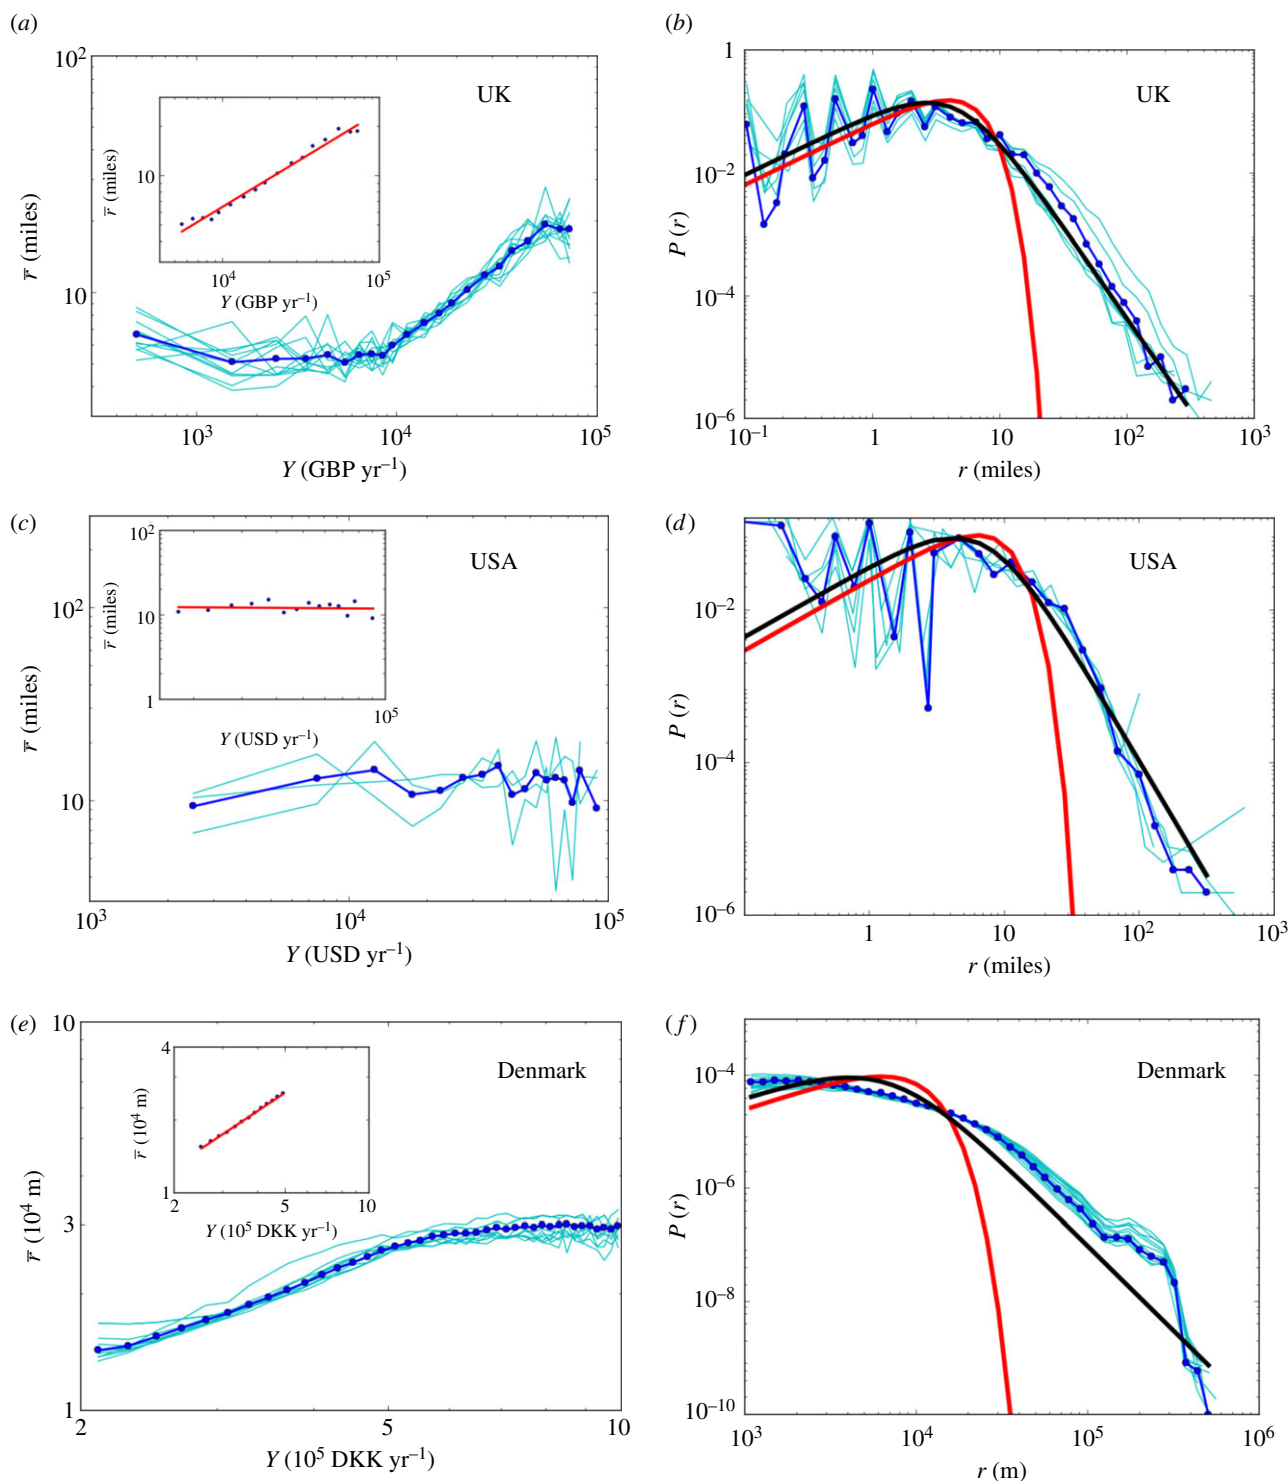 (a)
10²
10
r̅ (miles)
UK
10
r̅ (miles)
10⁴
10⁵
Y (GBP yr⁻¹)
10³
10⁴
10⁵
Y (GBP yr⁻¹)
(b)
1
10⁻²
10⁻⁴
10⁻⁶
P (r)
UK
10⁻¹
1
10
10²
10³
r (miles)
(c)
10²
10
r̅ (miles)
USA
10²
10
1
r̅ (miles)
10⁵
Y (USD yr⁻¹)
10³
10⁴
10⁵
Y (USD yr⁻¹)
(d)
10⁻²
10⁻⁴
10⁻⁶
P (r)
USA
1
10
10²
10³
r (miles)
(e)
10
3
1
r̅ (10⁴ m)
Denmark
4
1
r̅ (10⁴ m)
2
5
10
Y (10⁵ DKK yr⁻¹)
2
5
10
Y (10⁵ DKK yr⁻¹)
(f)
10⁻⁴
10⁻⁶
10⁻⁸
10⁻¹⁰
P (r)
Denmark
10³
10⁴
10⁵
10⁶
r (m)